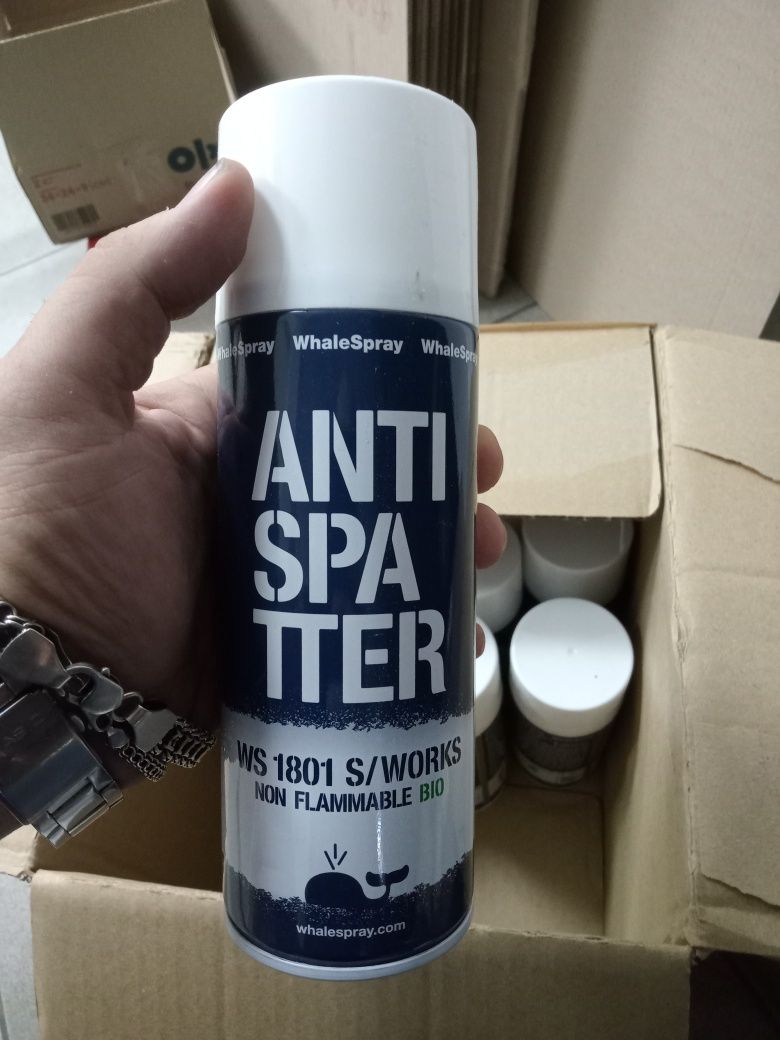 WhaleSpray WhaleSpray WhaleSpray
ANTI
SPA
TTER
WS 1801 S/WORKS
NON FLAMMABLE BIO
whalespray.com